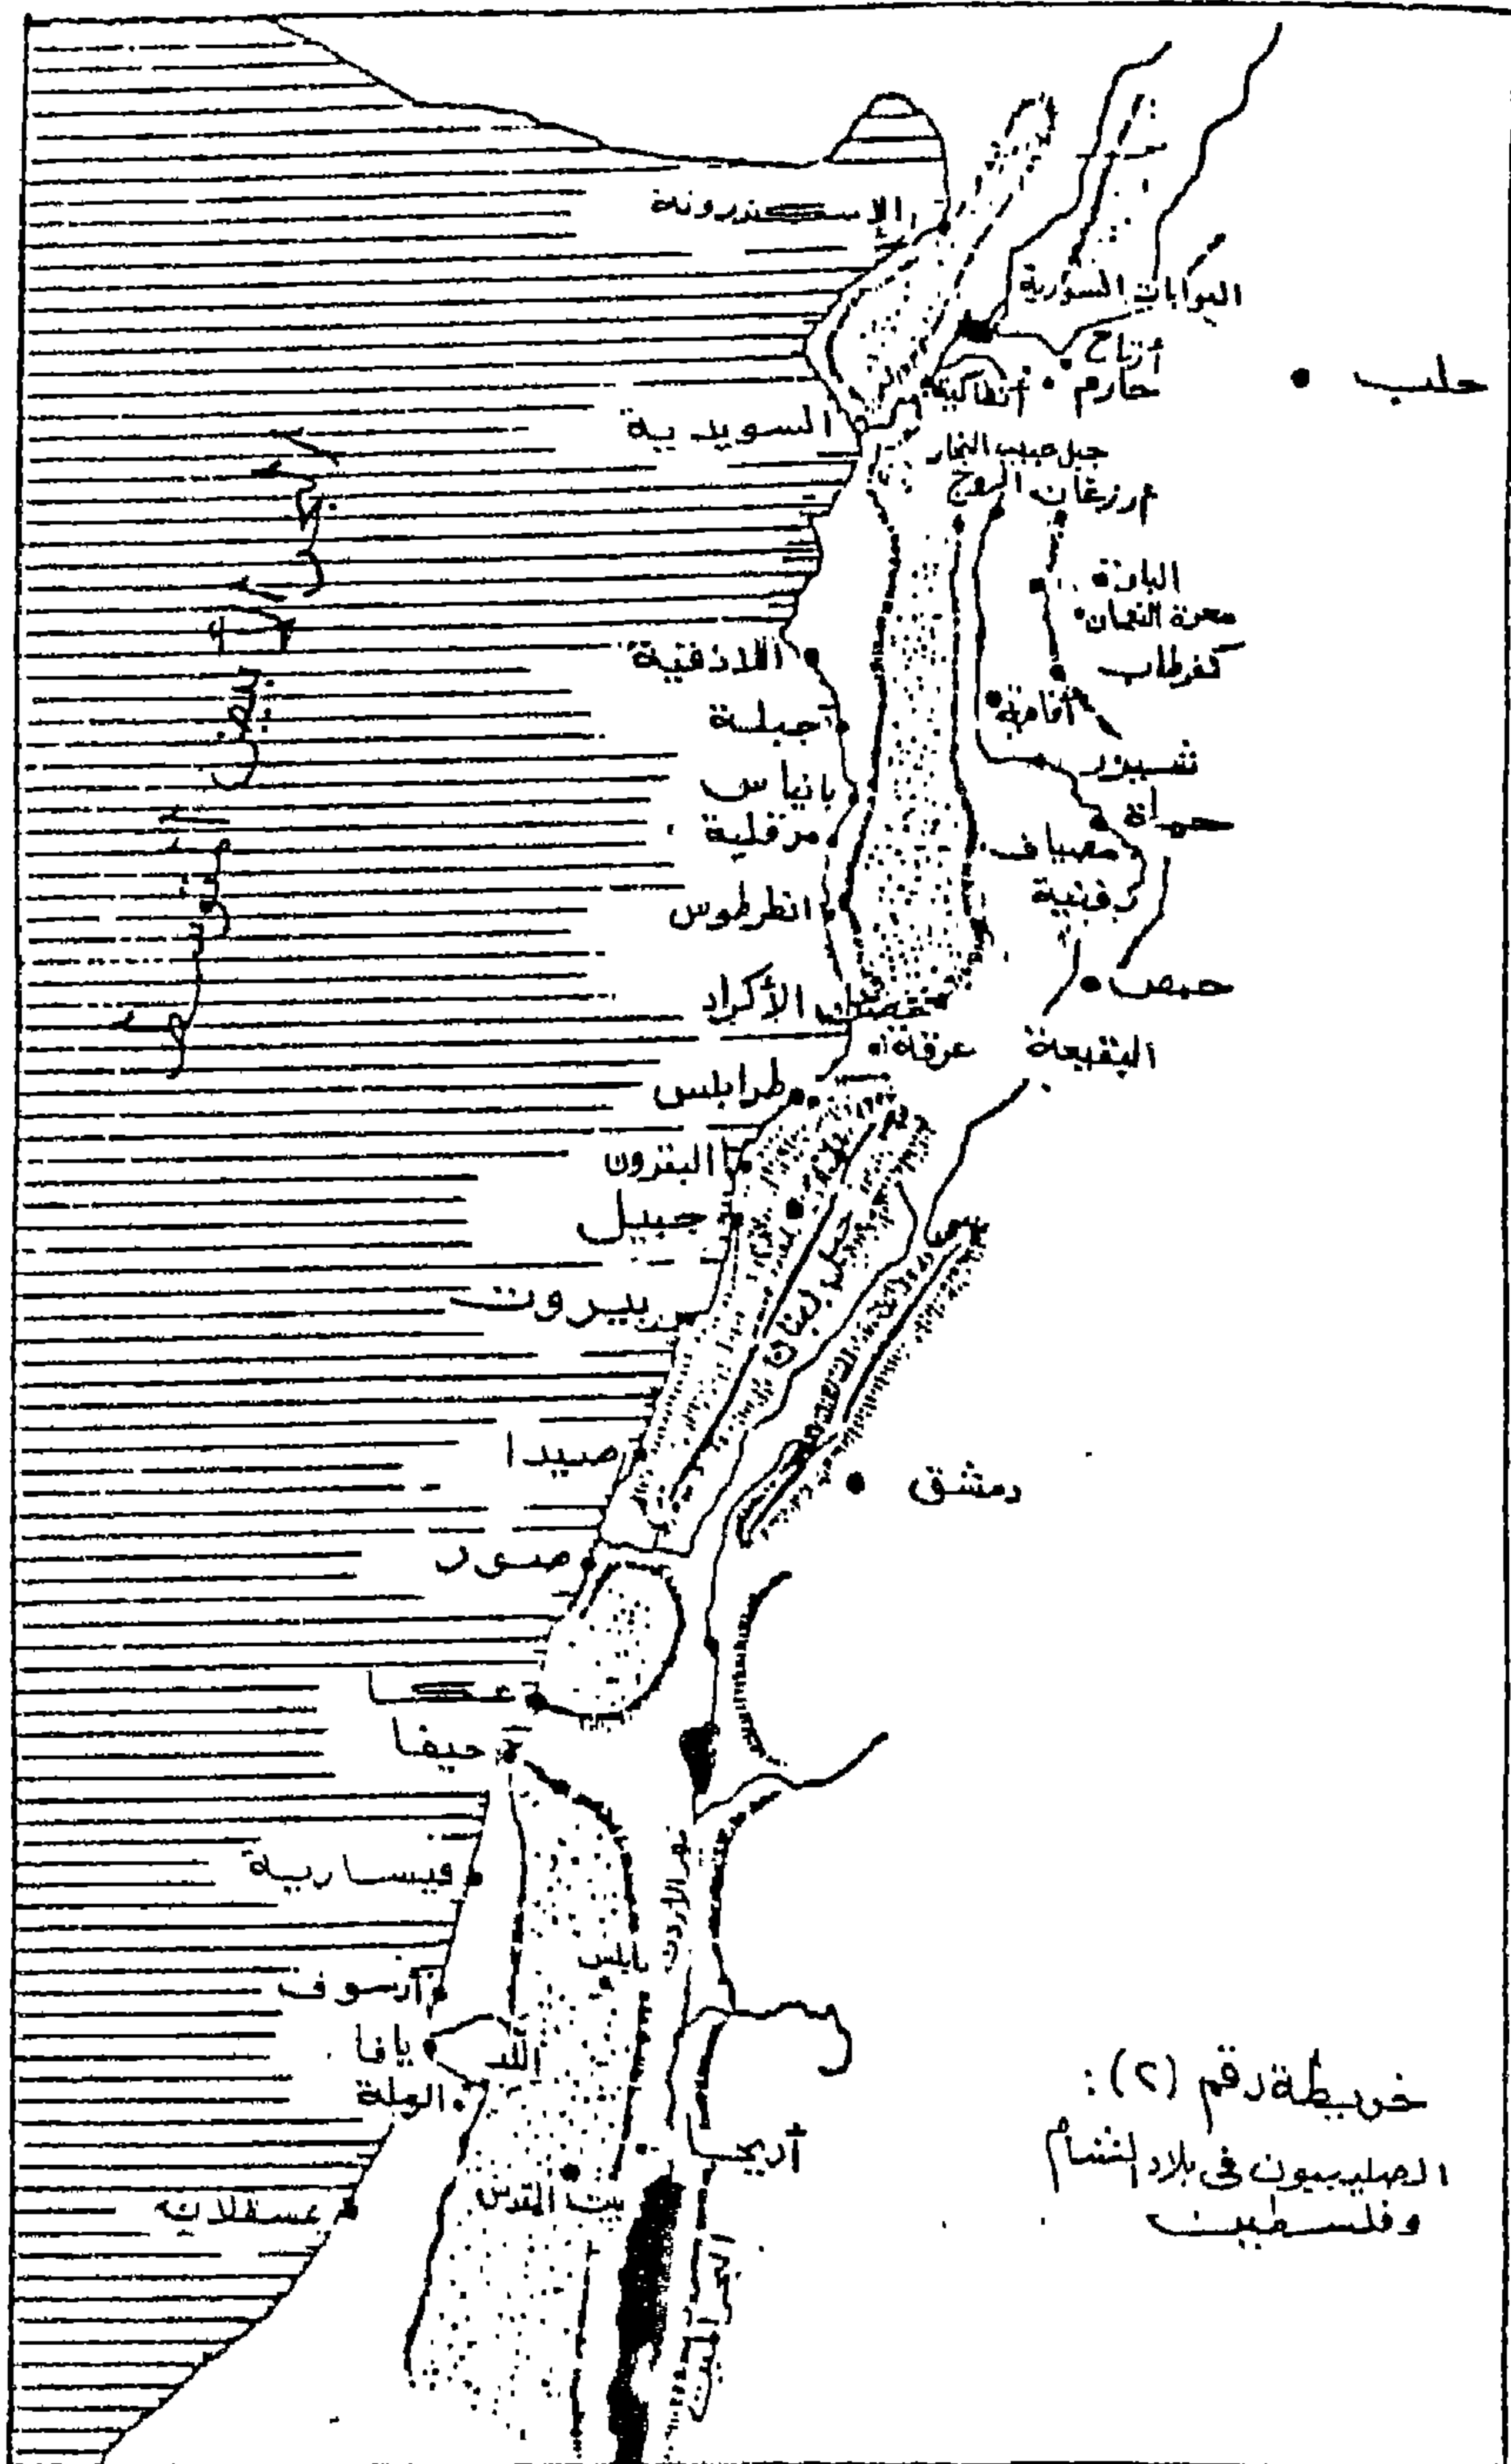 الإسكندرونة
البوابات السورية
أرتاح
حارم
أنطاكية
حلب
السويدية
جبل حبيب النجار
م رزغان
الروج
البارة
معرة النعمان
كفرطاب
اللاذقية
أفامية
جبلة
شيزر
بانياس
حماة
مرقلية
مصياف
رفنية
انطرطوس
حمص
حصن الأكراد
عرقة
البقيعة
طرابلس
البترون
جبيل
جبل لبنان
بيروت
صيدا
دمشق
صور
عكا
حيفا
قيسارية
نهر الأردن
نابلس
أرسوف
يافا
اللد
الرملة
أريحا
بيت المقدس
عسقلان
البحر الميت
خريطة رقم (٢):
الصليبيون فى بلاد الشام
وفلسطين